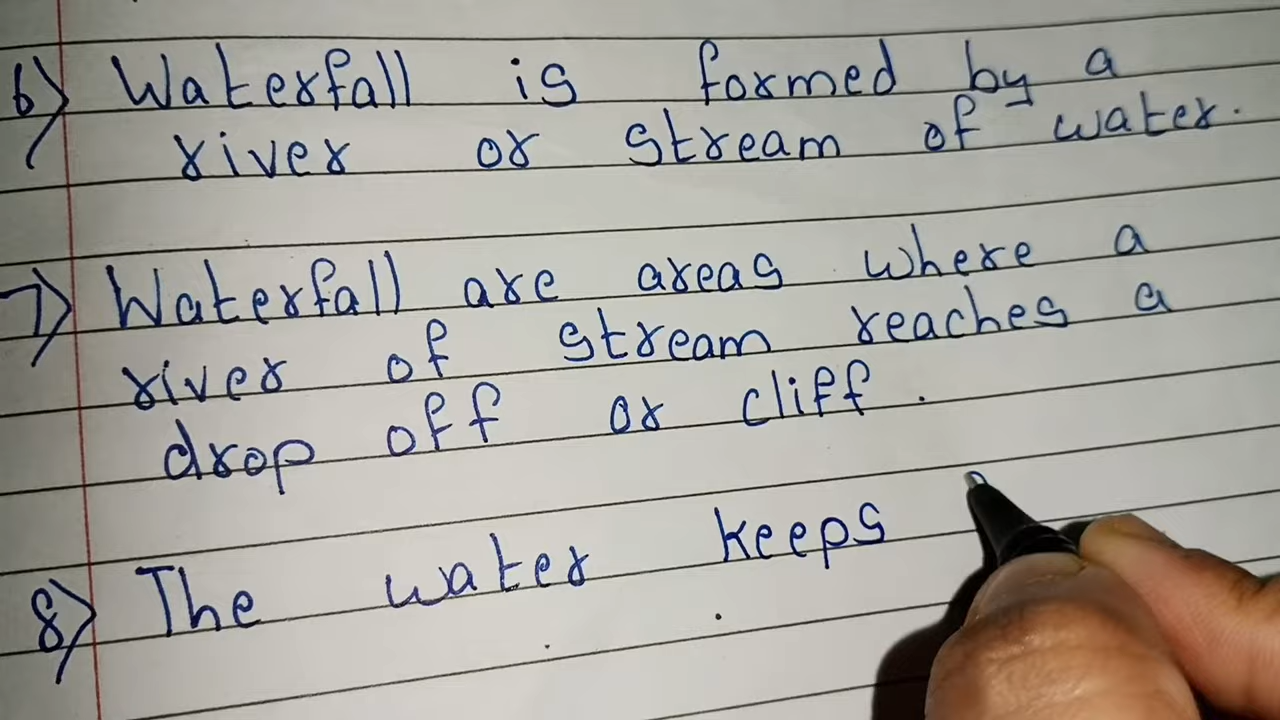 6) Waterfall is formed by a
river or stream of water.
7) Waterfall are areas where a
river of stream reaches a
drop off or cliff.
8) The water keeps